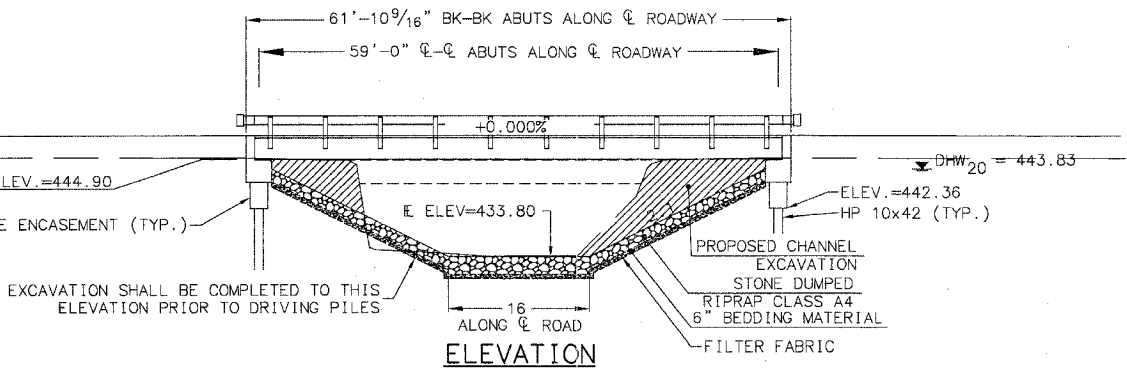 61'-10 9/16" BK-BK ABUTS ALONG ℄ ROADWAY
59'-0" ℄-℄ ABUTS ALONG ℄ ROADWAY
+0.000%
LEV.=444.90
DHW20 = 443.83
ELEV.=442.36
HP 10x42 (TYP.)
E ENCASEMENT (TYP.)
ELEV=433.80
PROPOSED CHANNEL
EXCAVATION
STONE DUMPED
RIPRAP CLASS A4
6" BEDDING MATERIAL
FILTER FABRIC
EXCAVATION SHALL BE COMPLETED TO THIS
ELEVATION PRIOR TO DRIVING PILES
16
ALONG ℄ ROAD
ELEVATION